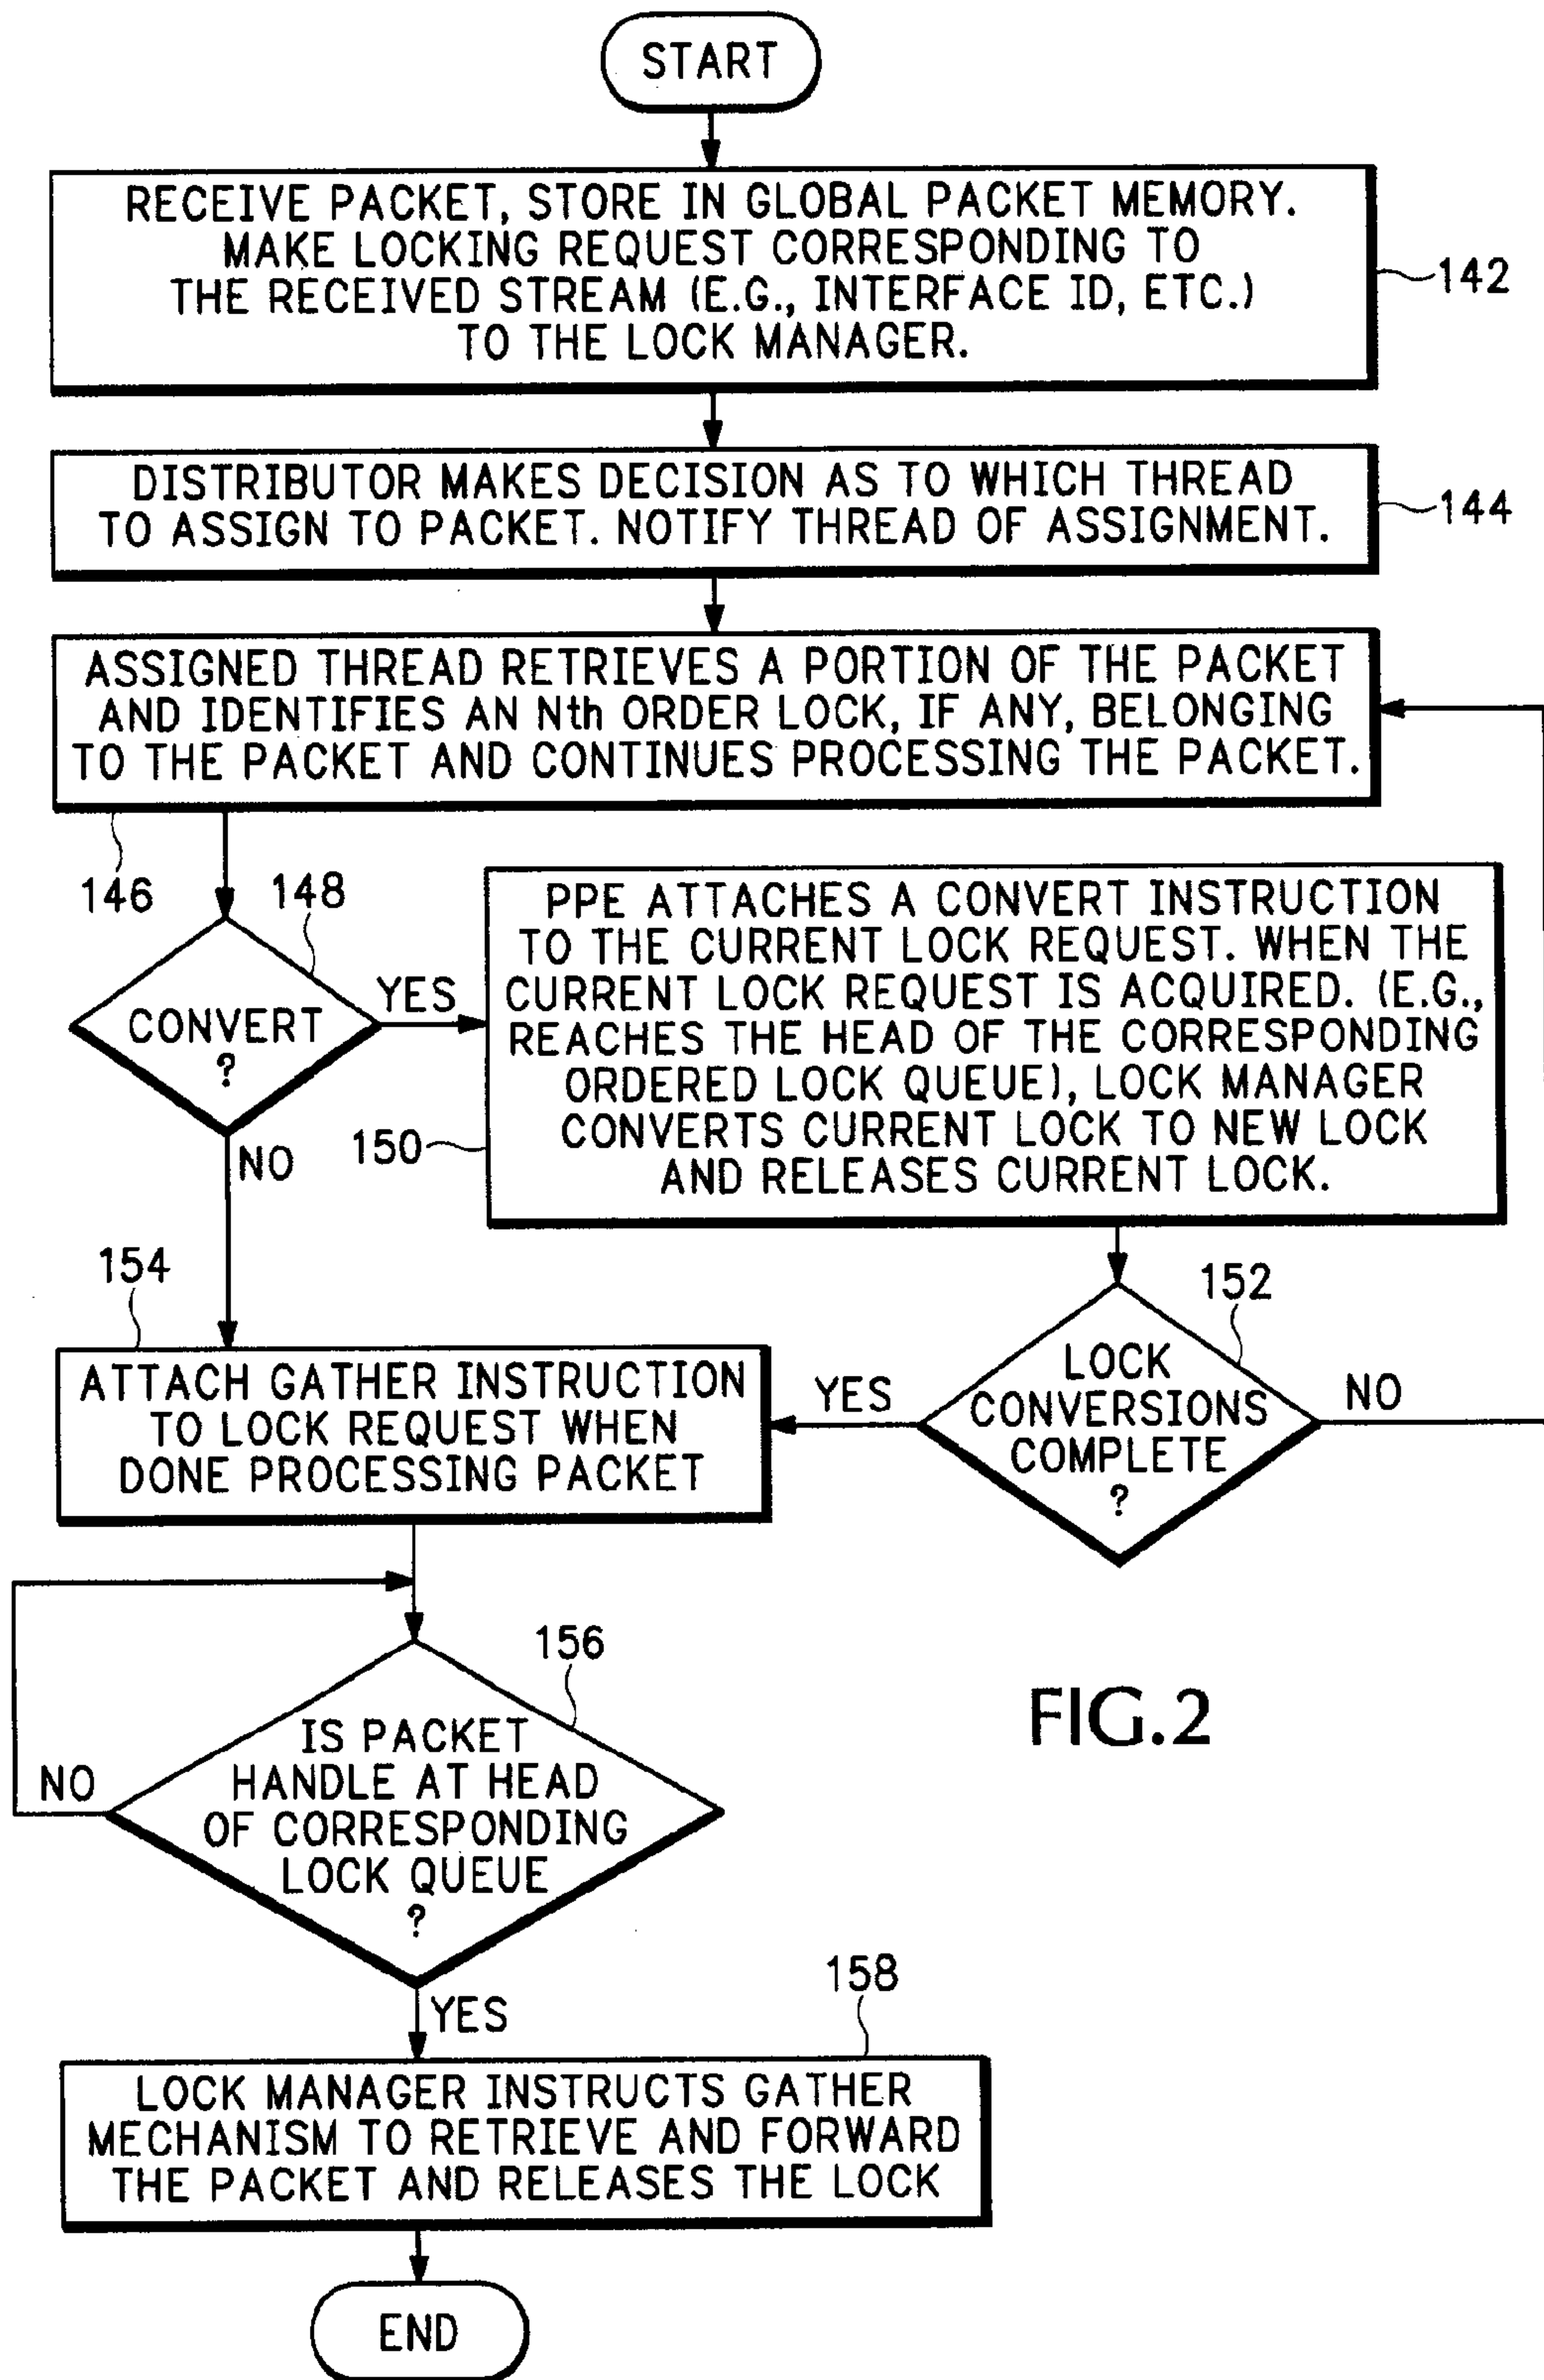 START
RECEIVE PACKET, STORE IN GLOBAL PACKET MEMORY.
MAKE LOCKING REQUEST CORRESPONDING TO
THE RECEIVED STREAM (E.G., INTERFACE ID, ETC.)
TO THE LOCK MANAGER.
142
DISTRIBUTOR MAKES DECISION AS TO WHICH THREAD
TO ASSIGN TO PACKET. NOTIFY THREAD OF ASSIGNMENT.
144
ASSIGNED THREAD RETRIEVES A PORTION OF THE PACKET
AND IDENTIFIES AN Nth ORDER LOCK, IF ANY, BELONGING
TO THE PACKET AND CONTINUES PROCESSING THE PACKET.
146
148
CONVERT
?
YES
NO
PPE ATTACHES A CONVERT INSTRUCTION
TO THE CURRENT LOCK REQUEST. WHEN THE
CURRENT LOCK REQUEST IS ACQUIRED. (E.G.,
REACHES THE HEAD OF THE CORRESPONDING
ORDERED LOCK QUEUE), LOCK MANAGER
CONVERTS CURRENT LOCK TO NEW LOCK
AND RELEASES CURRENT LOCK.
150
152
LOCK
CONVERSIONS
COMPLETE
?
YES
NO
154
ATTACH GATHER INSTRUCTION
TO LOCK REQUEST WHEN
DONE PROCESSING PACKET
156
IS PACKET
HANDLE AT HEAD
OF CORRESPONDING
LOCK QUEUE
?
NO
YES
FIG.2
158
LOCK MANAGER INSTRUCTS GATHER
MECHANISM TO RETRIEVE AND FORWARD
THE PACKET AND RELEASES THE LOCK
END